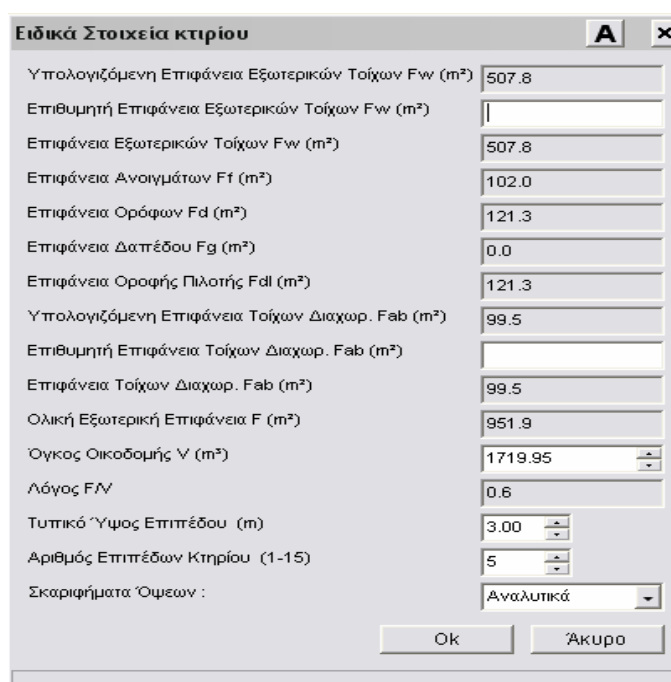 Ειδικά Στοιχεία κτιρίου A ×
Υπολογιζόμενη Επιφάνεια Εξωτερικών Τοίχων Fw (m²) 507.8
Επιθυμητή Επιφάνεια Εξωτερικών Τοίχων Fw (m²)
Επιφάνεια Εξωτερικών Τοίχων Fw (m²) 507.8
Επιφάνεια Ανοιγμάτων Ff (m²) 102.0
Επιφάνεια Ορόφων Fd (m²) 121.3
Επιφάνεια Δαπέδου Fg (m²) 0.0
Επιφάνεια Οροφής Πιλοτής Fdl (m²) 121.3
Υπολογιζόμενη Επιφάνεια Τοίχων Διαχωρ. Fab (m²) 99.5
Επιθυμητή Επιφάνεια Τοίχων Διαχωρ. Fab (m²)
Επιφάνεια Τοίχων Διαχωρ. Fab (m²) 99.5
Ολική Εξωτερική Επιφάνεια F (m²) 951.9
Όγκος Οικοδομής V (m³) 1719.95
Λόγος F/V 0.6
Τυπικό Ύψος Επιπέδου (m) 3.00
Αριθμός Επιπέδων Κτηρίου (1-15) 5
Σκαριφήματα Όψεων : Αναλυτικά
Ok Άκυρο